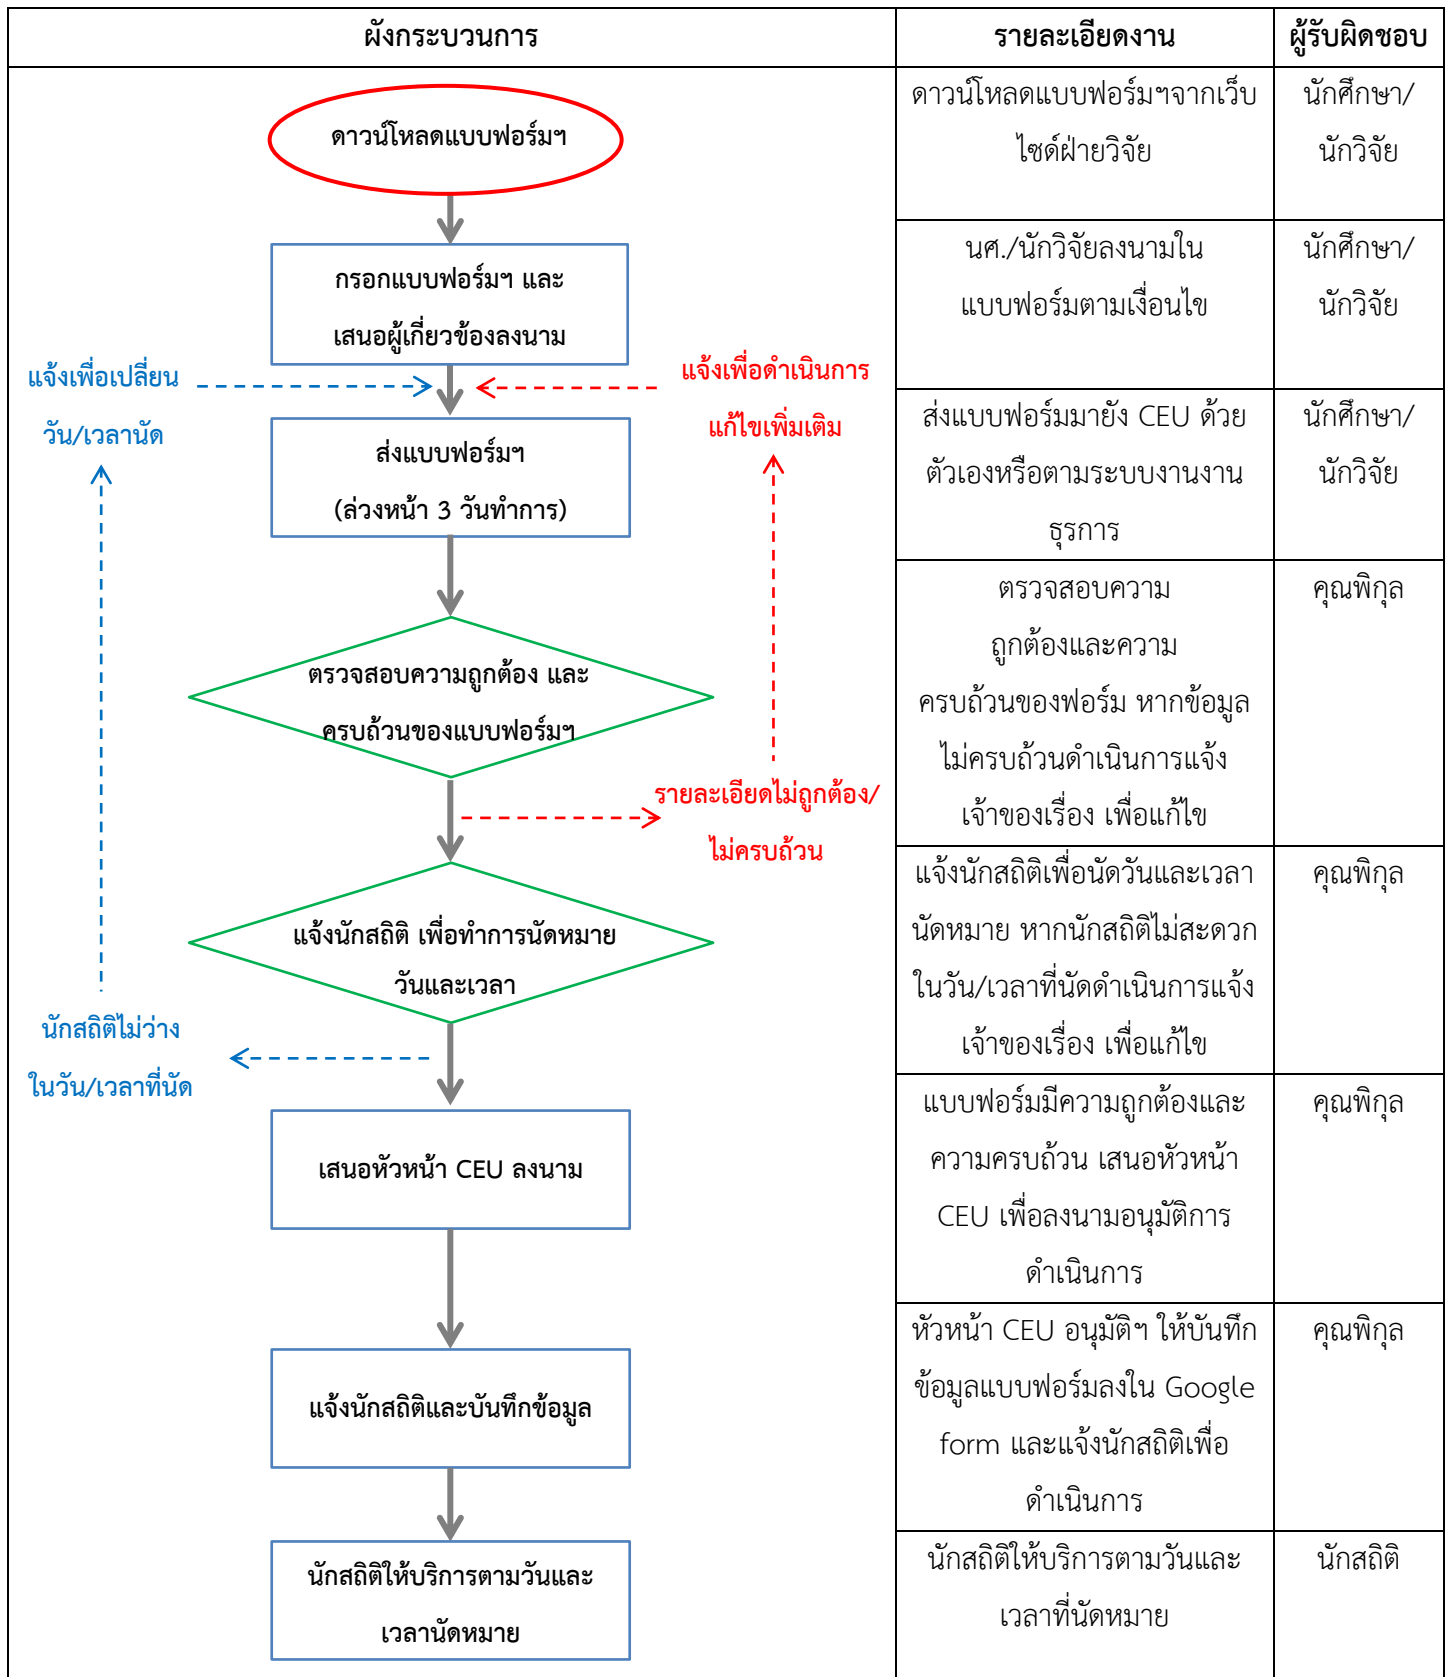 ผังกระบวนการ
รายละเอียดงาน
ผู้รับผิดชอบ
ดาวน์โหลดแบบฟอร์มฯ
ดาวน์โหลดแบบฟอร์มฯจากเว็บ
ไซด์ฝ่ายวิจัย
นักศึกษา/
นักวิจัย
กรอกแบบฟอร์มฯ และ
เสนอผู้เกี่ยวข้องลงนาม
นศ./นักวิจัยลงนามใน
แบบฟอร์มตามเงื่อนไข
นักศึกษา/
นักวิจัย
แจ้งเพื่อเปลี่ยน
วัน/เวลานัด
แจ้งเพื่อดำเนินการ
แก้ไขเพิ่มเติม
ส่งแบบฟอร์มฯ
(ล่วงหน้า 3 วันทำการ)
ส่งแบบฟอร์มมายัง CEU ด้วย
ตัวเองหรือตามระบบงานงาน
ธุรการ
นักศึกษา/
นักวิจัย
ตรวจสอบความถูกต้อง และ
ครบถ้วนของแบบฟอร์มฯ
ตรวจสอบความ
ถูกต้องและความ
ครบถ้วนของฟอร์ม หากข้อมูล
ไม่ครบถ้วนดำเนินการแจ้ง
เจ้าของเรื่อง เพื่อแก้ไข
คุณพิกุล
รายละเอียดไม่ถูกต้อง/
ไม่ครบถ้วน
แจ้งนักสถิติ เพื่อทำการนัดหมาย
วันและเวลา
แจ้งนักสถิติเพื่อนัดวันและเวลา
นัดหมาย หากนักสถิติไม่สะดวก
ในวัน/เวลาที่นัดดำเนินการแจ้ง
เจ้าของเรื่อง เพื่อแก้ไข
คุณพิกุล
นักสถิติไม่ว่าง
ในวัน/เวลาที่นัด
เสนอหัวหน้า CEU ลงนาม
แบบฟอร์มมีความถูกต้องและ
ความครบถ้วน เสนอหัวหน้า
CEU เพื่อลงนามอนุมัติการ
ดำเนินการ
คุณพิกุล
แจ้งนักสถิติและบันทึกข้อมูล
หัวหน้า CEU อนุมัติฯ ให้บันทึก
ข้อมูลแบบฟอร์มลงใน Google
form และแจ้งนักสถิติเพื่อ
ดำเนินการ
คุณพิกุล
นักสถิติให้บริการตามวันและ
เวลานัดหมาย
นักสถิติให้บริการตามวันและ
เวลาที่นัดหมาย
นักสถิติ